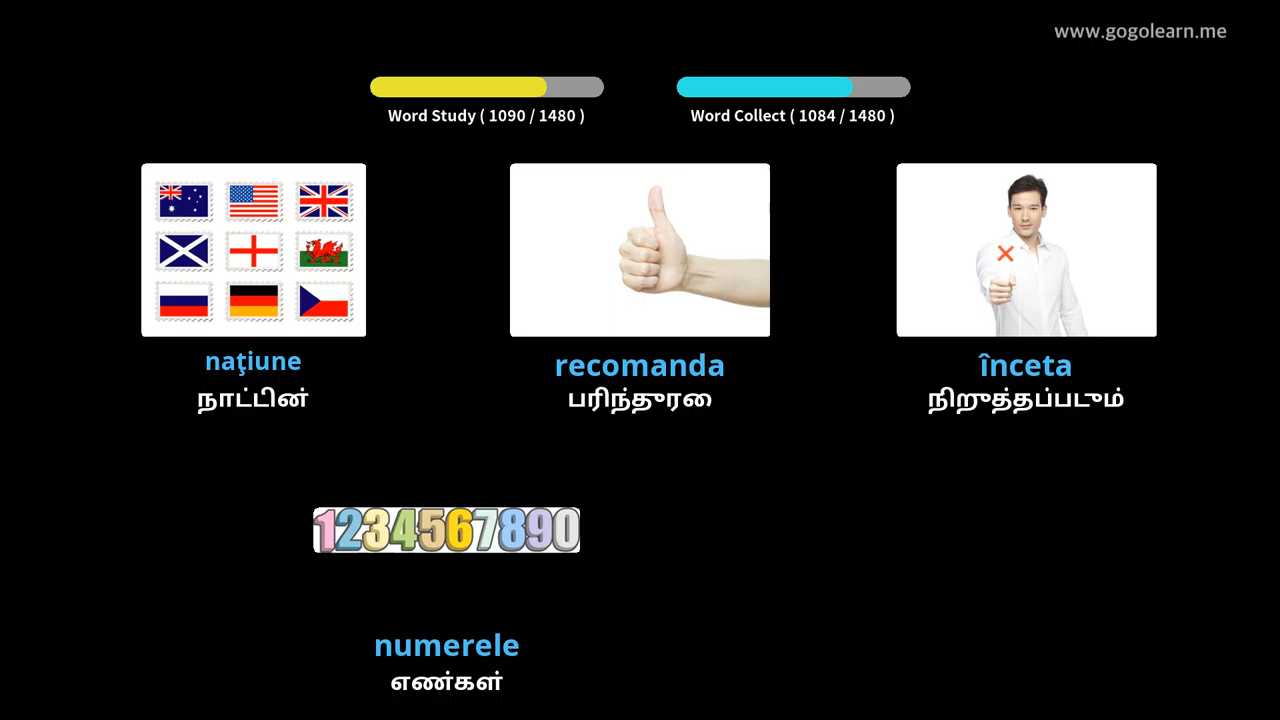 www.gogolearn.me
Word Study ( 1090 / 1480 )
Word Collect ( 1084 / 1480 )
naţiune
நாட்டின்
recomanda
பரிந்துரை
înceta
நிறுத்தப்படும்
1234567890
numerele
எண்கள்